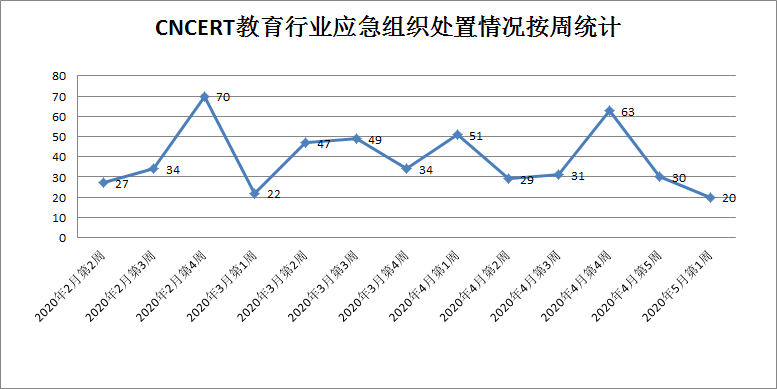 CNCERT教育行业应急组织处置情况按周统计
80
70
60
50
40
30
20
10
0
27
34
70
22
47
49
34
51
29
31
63
30
20
2020年2月第2周
2020年2月第3周
2020年2月第4周
2020年3月第1周
2020年3月第2周
2020年3月第3周
2020年3月第4周
2020年4月第1周
2020年4月第2周
2020年4月第3周
2020年4月第4周
2020年4月第5周
2020年5月第1周